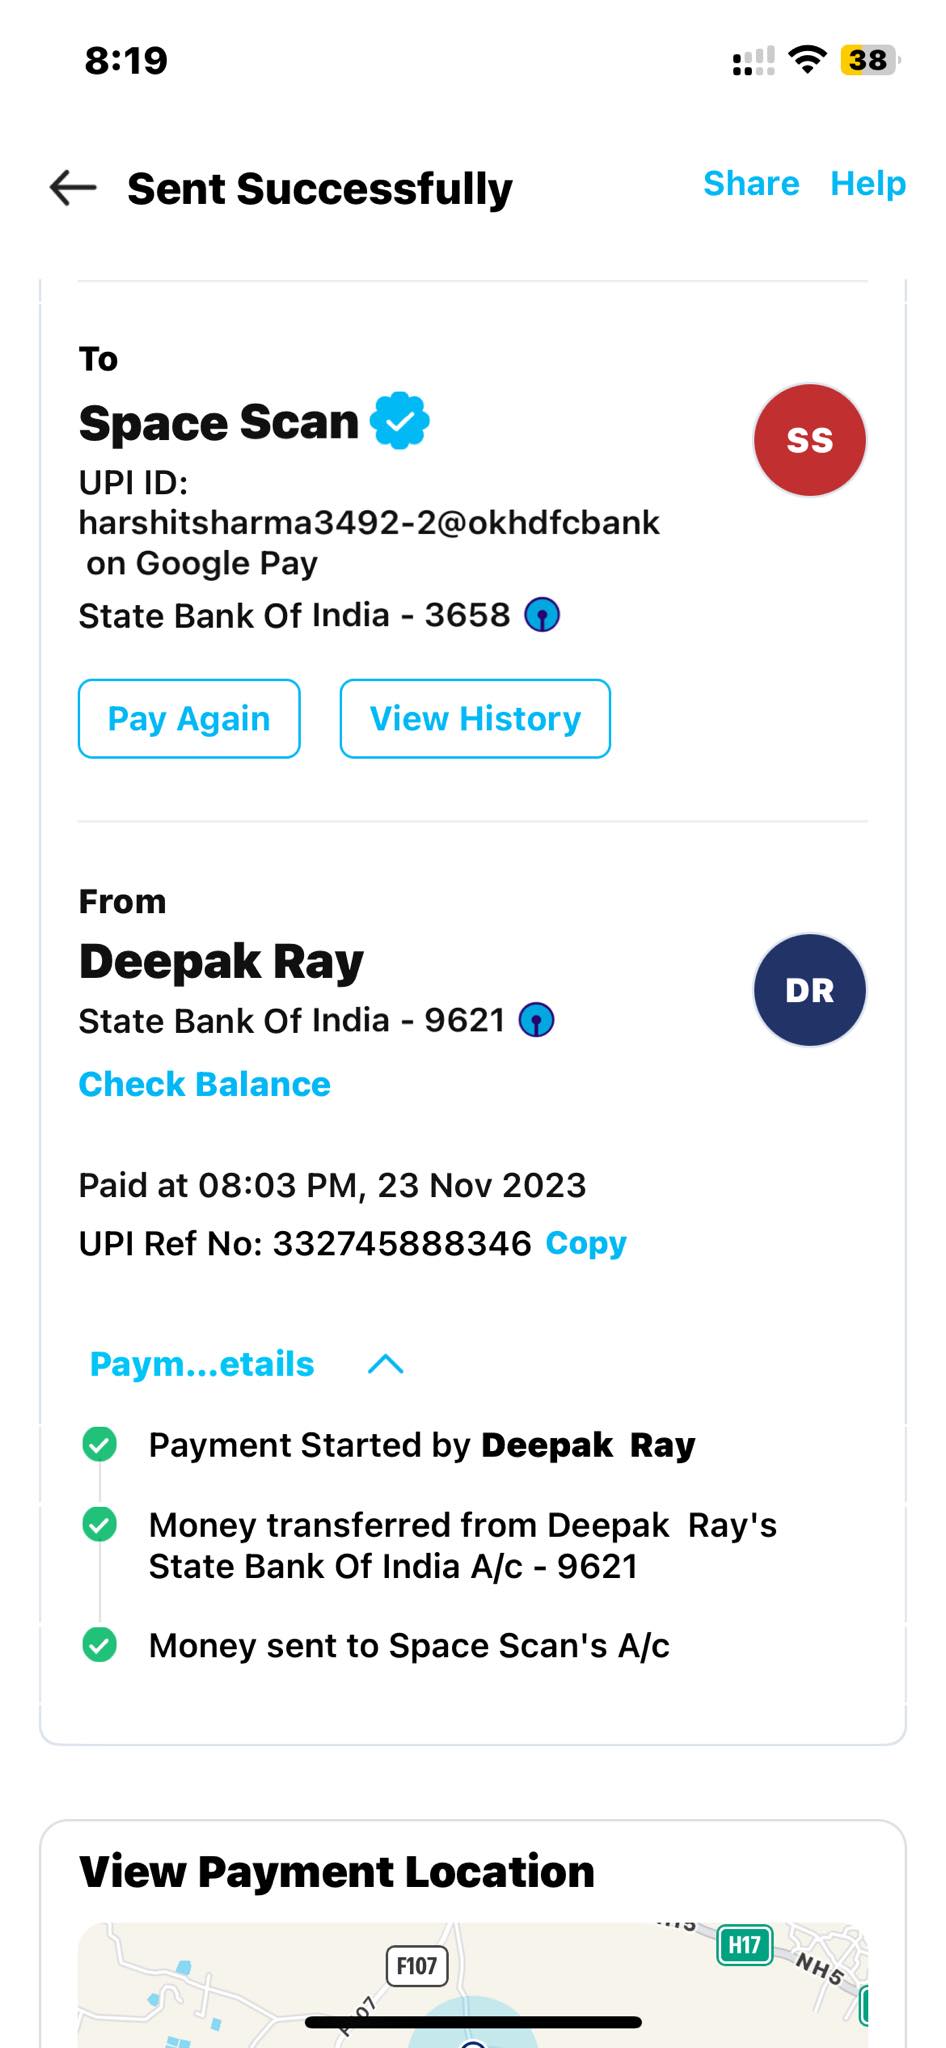 8:19
38
Sent Successfully
Share
Help
To
Space Scan
SS
UPI ID:
harshitsharma3492-2@okhdfcbank
on Google Pay
State Bank Of India - 3658
Pay Again
View History
From
Deepak Ray
DR
State Bank Of India - 9621
Check Balance
Paid at 08:03 PM, 23 Nov 2023
UPI Ref No: 332745888346 Copy
Paym...etails
Payment Started by Deepak Ray
Money transferred from Deepak Ray's
State Bank Of India A/c - 9621
Money sent to Space Scan's A/c
View Payment Location
H17
F107
NH5